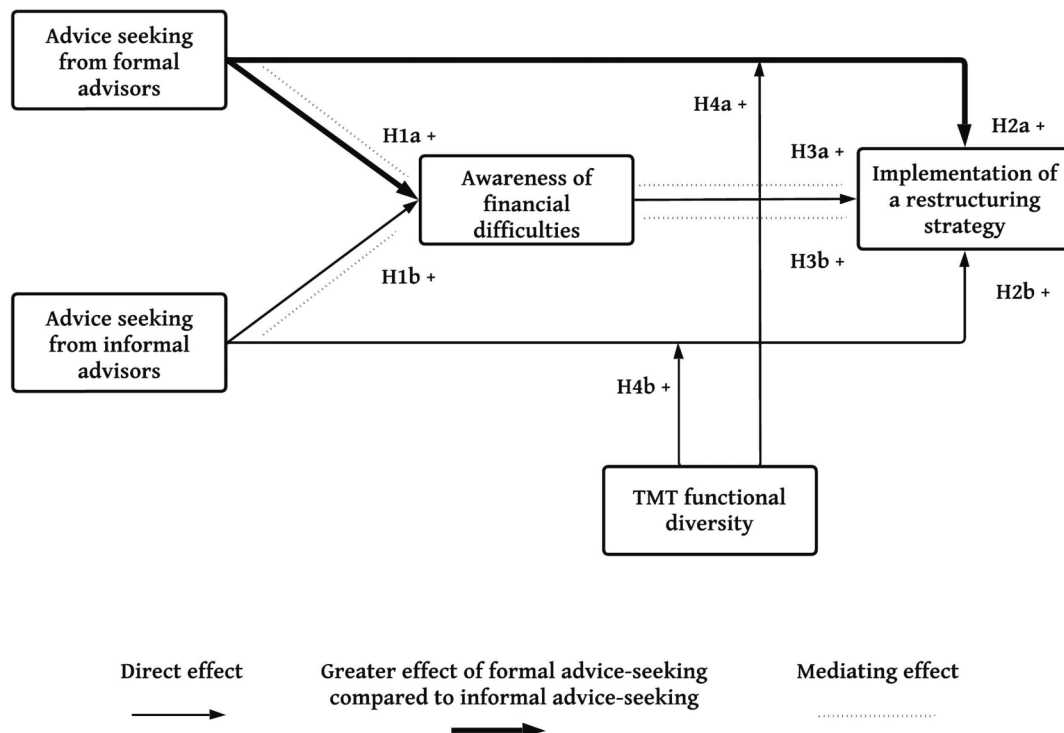 Advice seeking
from formal
advisors
H1a +
H4a +
H2a +
H3a +
Awareness of
financial
difficulties
Implementation of
a restructuring
strategy
H1b +
H3b +
H2b +
Advice seeking
from informal
advisors
H4b +
TMT functional
diversity
Direct effect
Greater effect of formal advice-seeking
compared to informal advice-seeking
Mediating effect